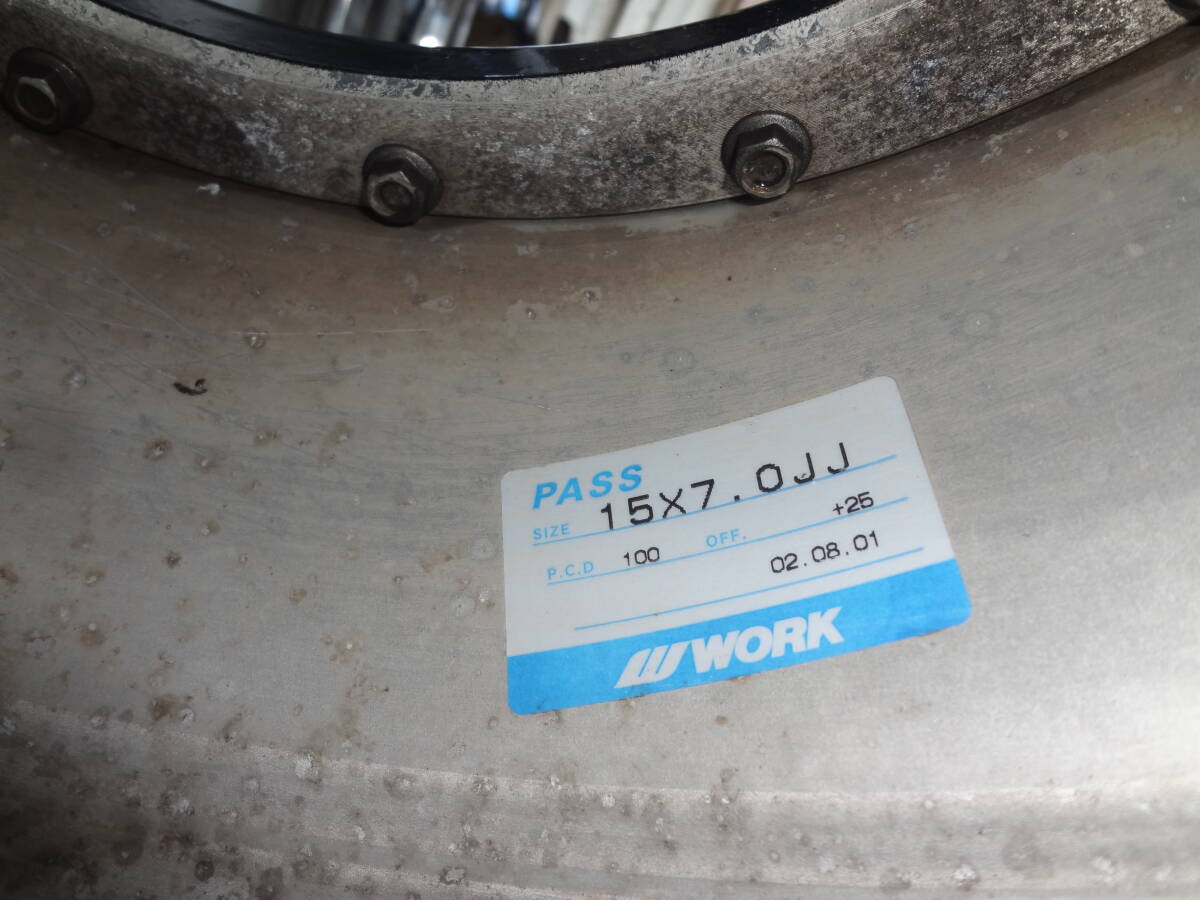 PASS
SIZE 15X7.0JJ
P.C.D 100 OFF. +25
02.08.01
WORK